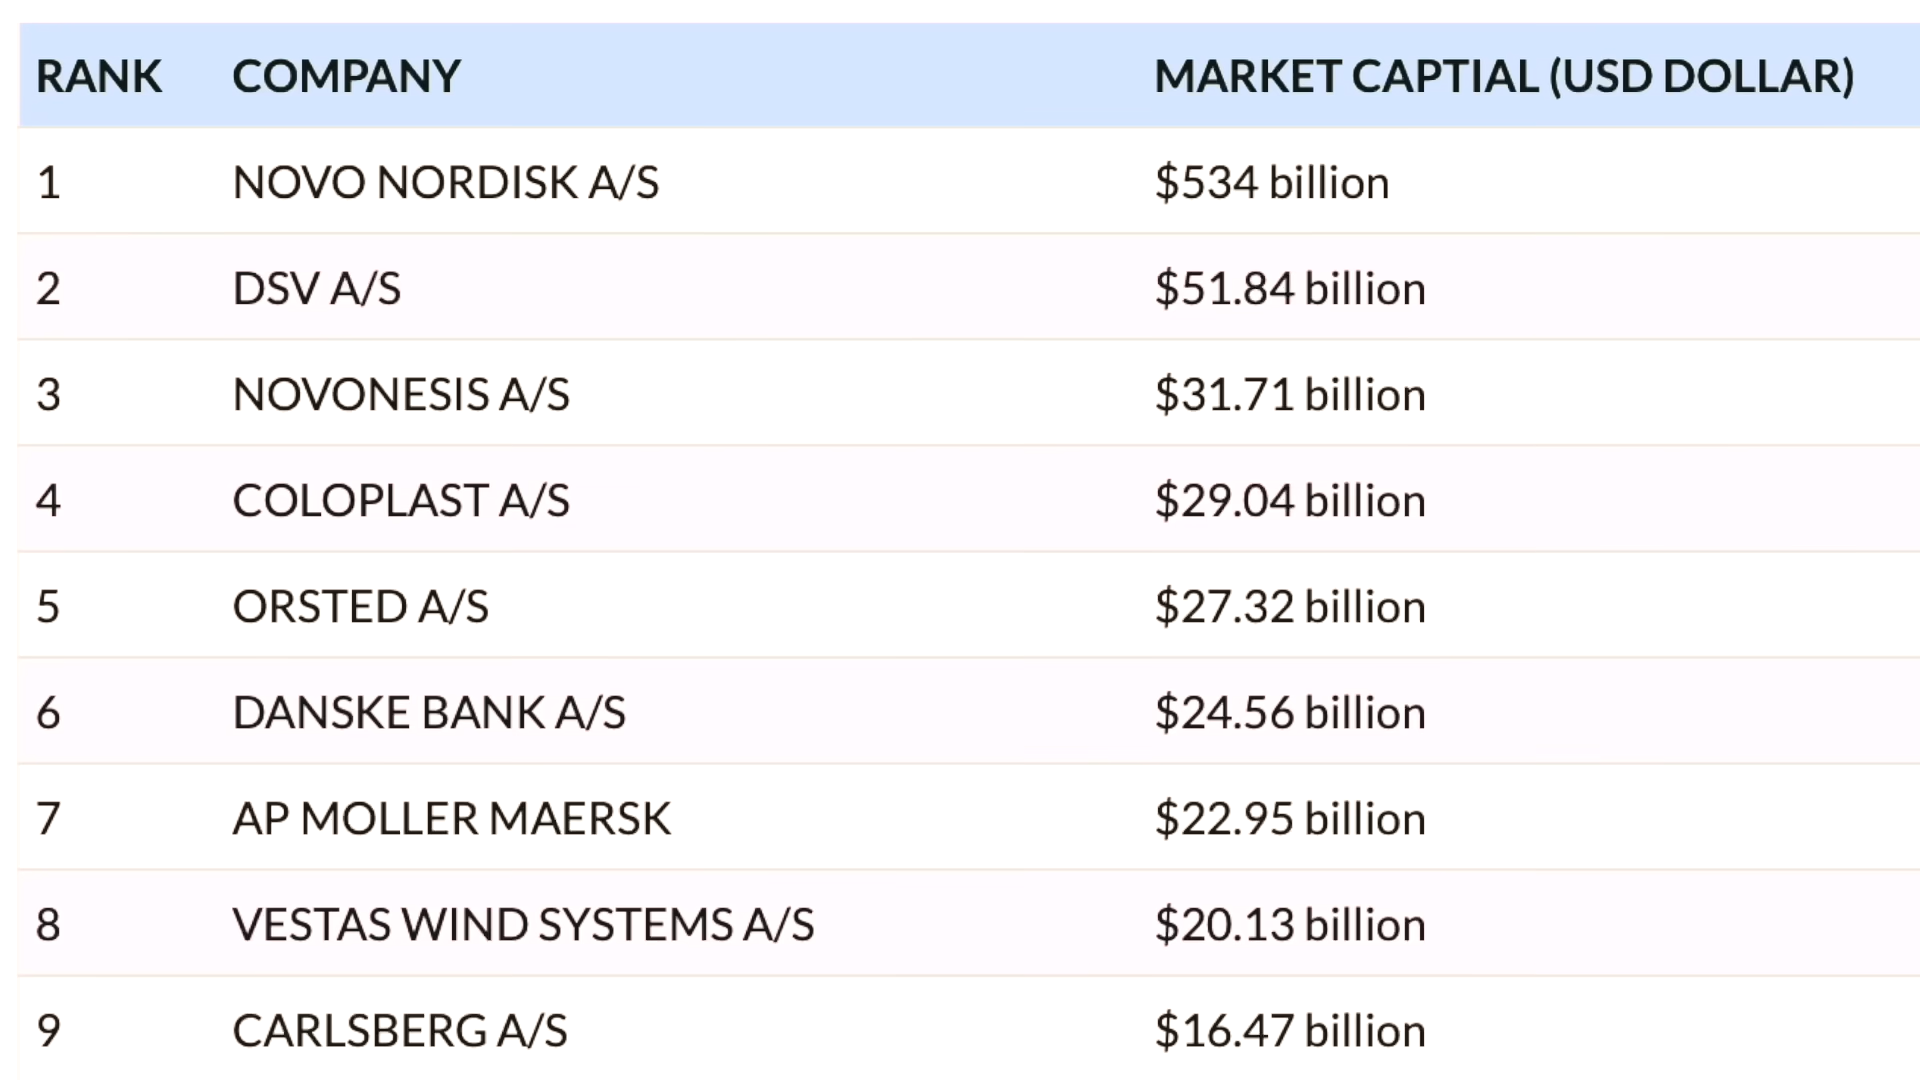 RANK COMPANY MARKET CAPTIAL (USD DOLLAR)
1 NOVO NORDISK A/S $534 billion
2 DSV A/S $51.84 billion
3 NOVONESIS A/S $31.71 billion
4 COLOPLAST A/S $29.04 billion
5 ORSTED A/S $27.32 billion
6 DANSKE BANK A/S $24.56 billion
7 AP MOLLER MAERSK $22.95 billion
8 VESTAS WIND SYSTEMS A/S $20.13 billion
9 CARLSBERG A/S $16.47 billion